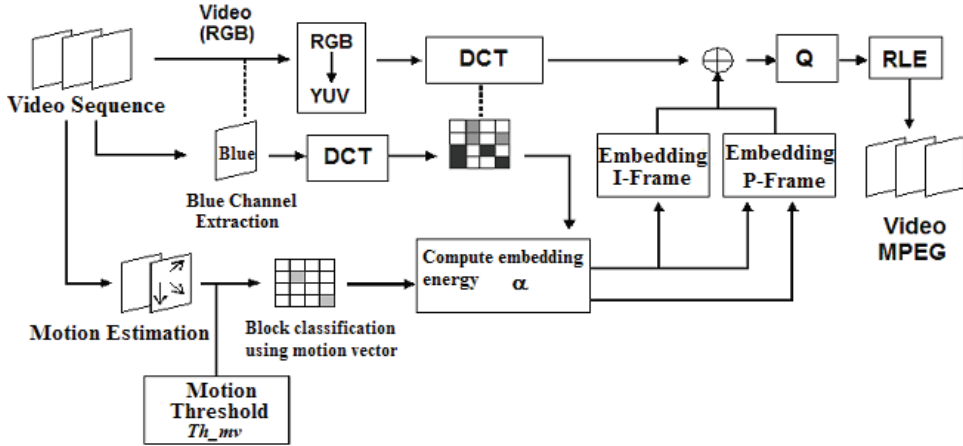 Video
(RGB)
RGB
YUV
DCT
Q
RLE
Video Sequence
Blue
DCT
Blue Channel
Extraction
Embedding
I-Frame
Embedding
P-Frame
Video
MPEG
Compute embedding
energy α
Motion Estimation
Block classification
using motion vector
Motion
Threshold
Th_mv